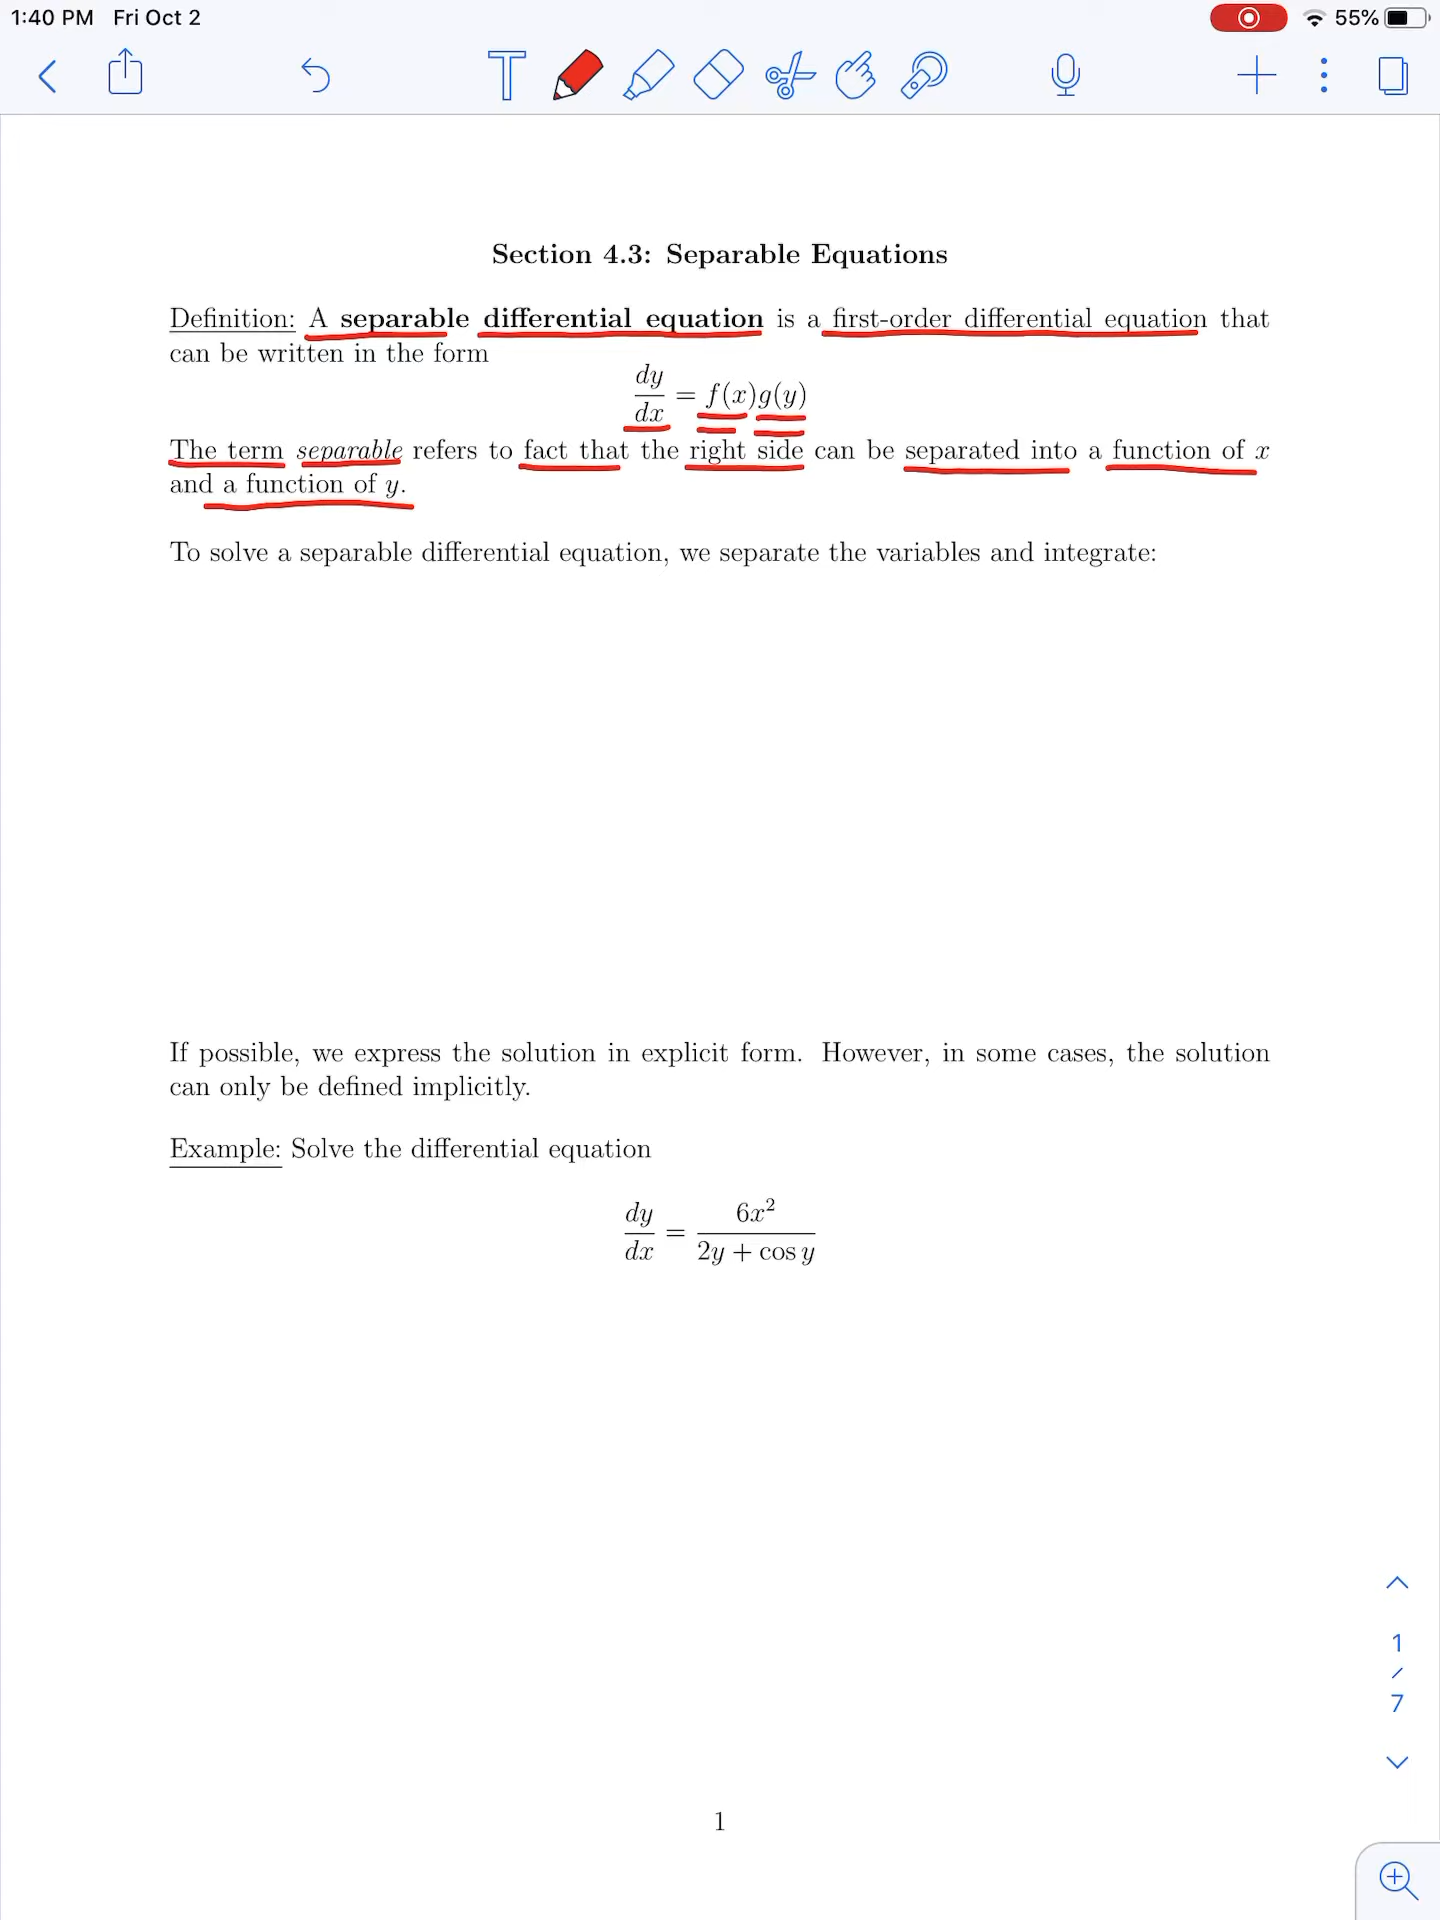 1:40 PM Fri Oct 2
55%
Section 4.3: Separable Equations
Definition: A separable differential equation is a first-order differential equation that
can be written in the form
dy/dx = f(x)g(y)
The term separable refers to fact that the right side can be separated into a function of x
and a function of y.
To solve a separable differential equation, we separate the variables and integrate:
If possible, we express the solution in explicit form. However, in some cases, the solution
can only be defined implicitly.
Example: Solve the differential equation
dy/dx = 6x²/(2y + cos y)
1
/
7
1